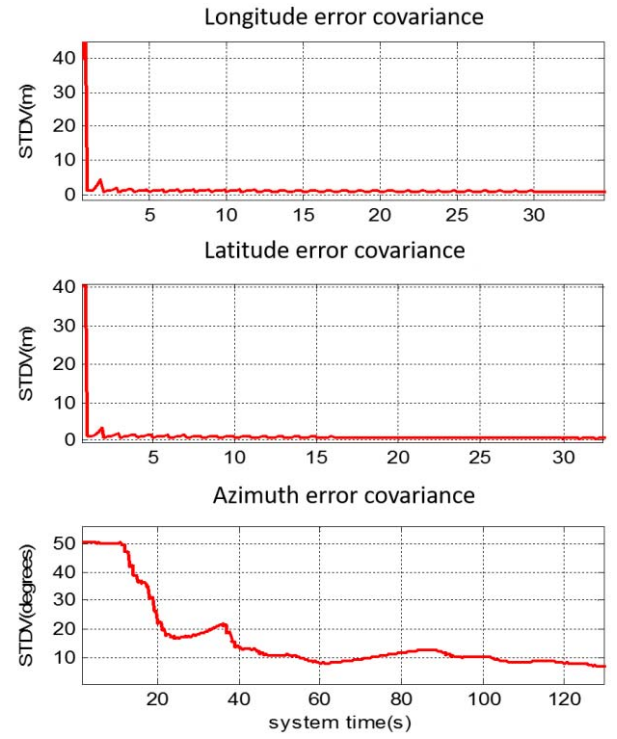 Longitude error covariance
STDV(m)
40
30
20
10
0
5 10 15 20 25 30
Latitude error covariance
STDV(m)
40
30
20
10
0
5 10 15 20 25 30
Azimuth error covariance
STDV(degrees)
50
40
30
20
10
20 40 60 80 100 120
system time(s)